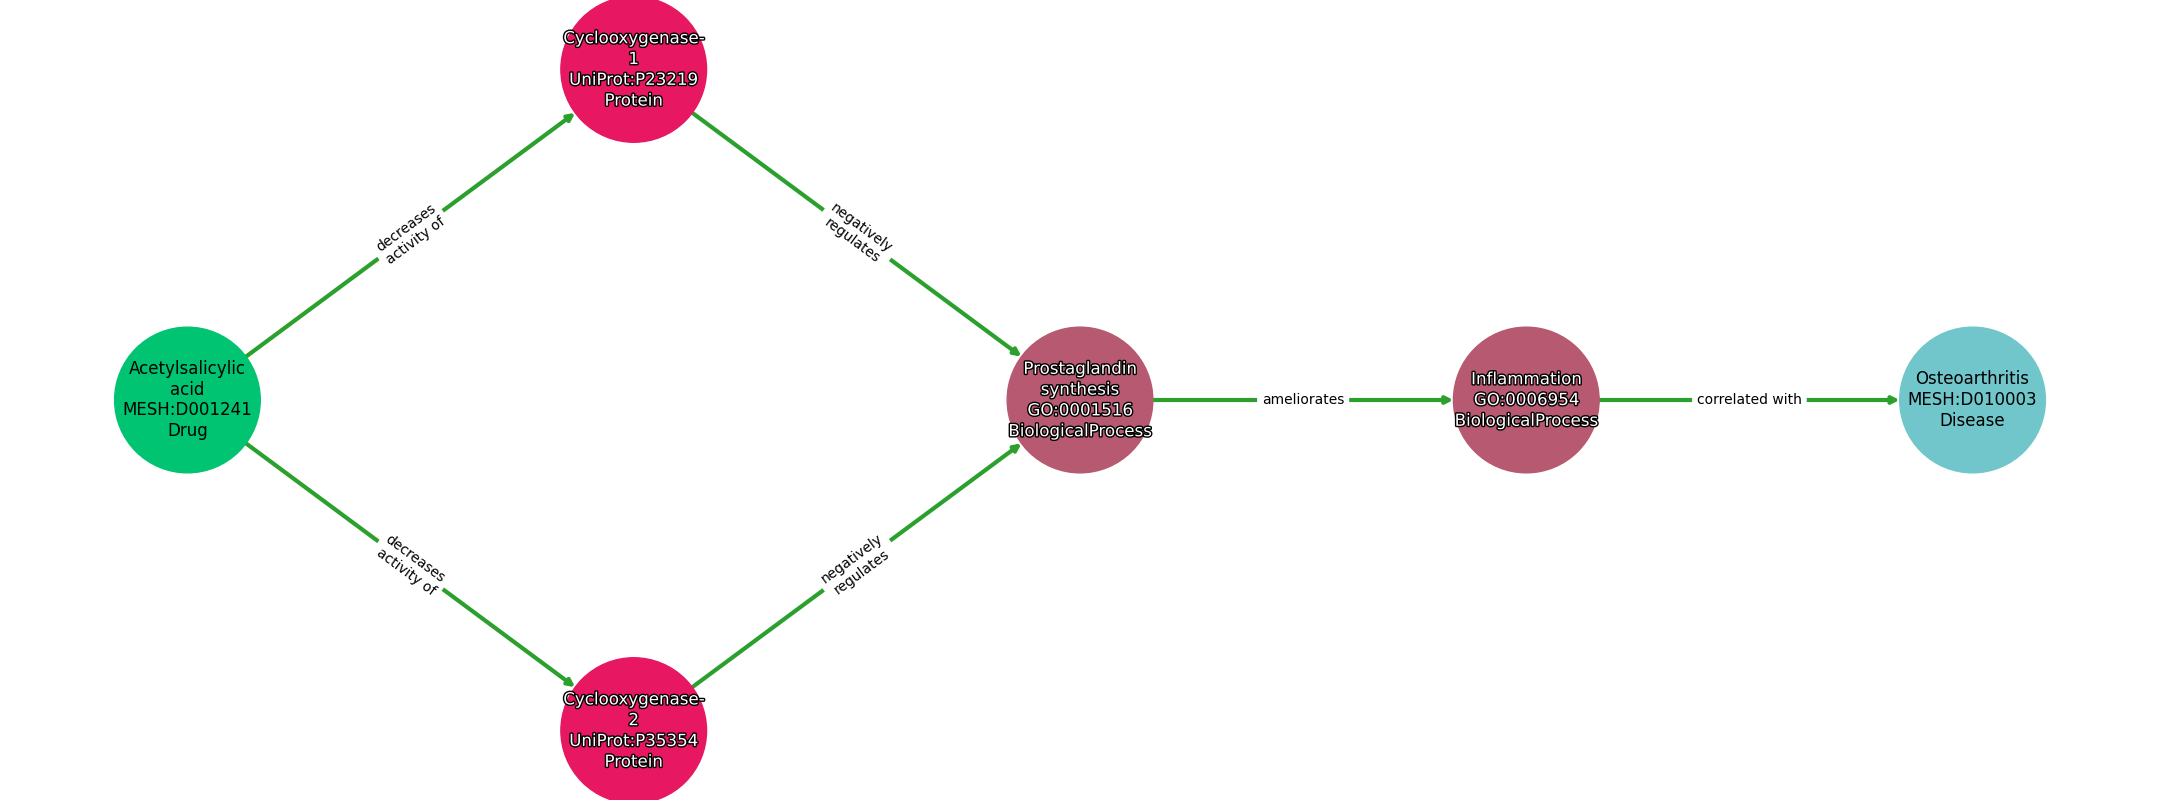 Cyclooxygenase-
1
UniProt:P23219
Protein
decreases
activity of
negatively
regulates
Acetylsalicylic
acid
MESH:D001241
Drug
Prostaglandin
synthesis
GO:0001516
BiologicalProcess
ameliorates
Inflammation
GO:0006954
BiologicalProcess
correlated with
Osteoarthritis
MESH:D010003
Disease
decreases
activity of
negatively
regulates
Cyclooxygenase-
2
UniProt:P35354
Protein